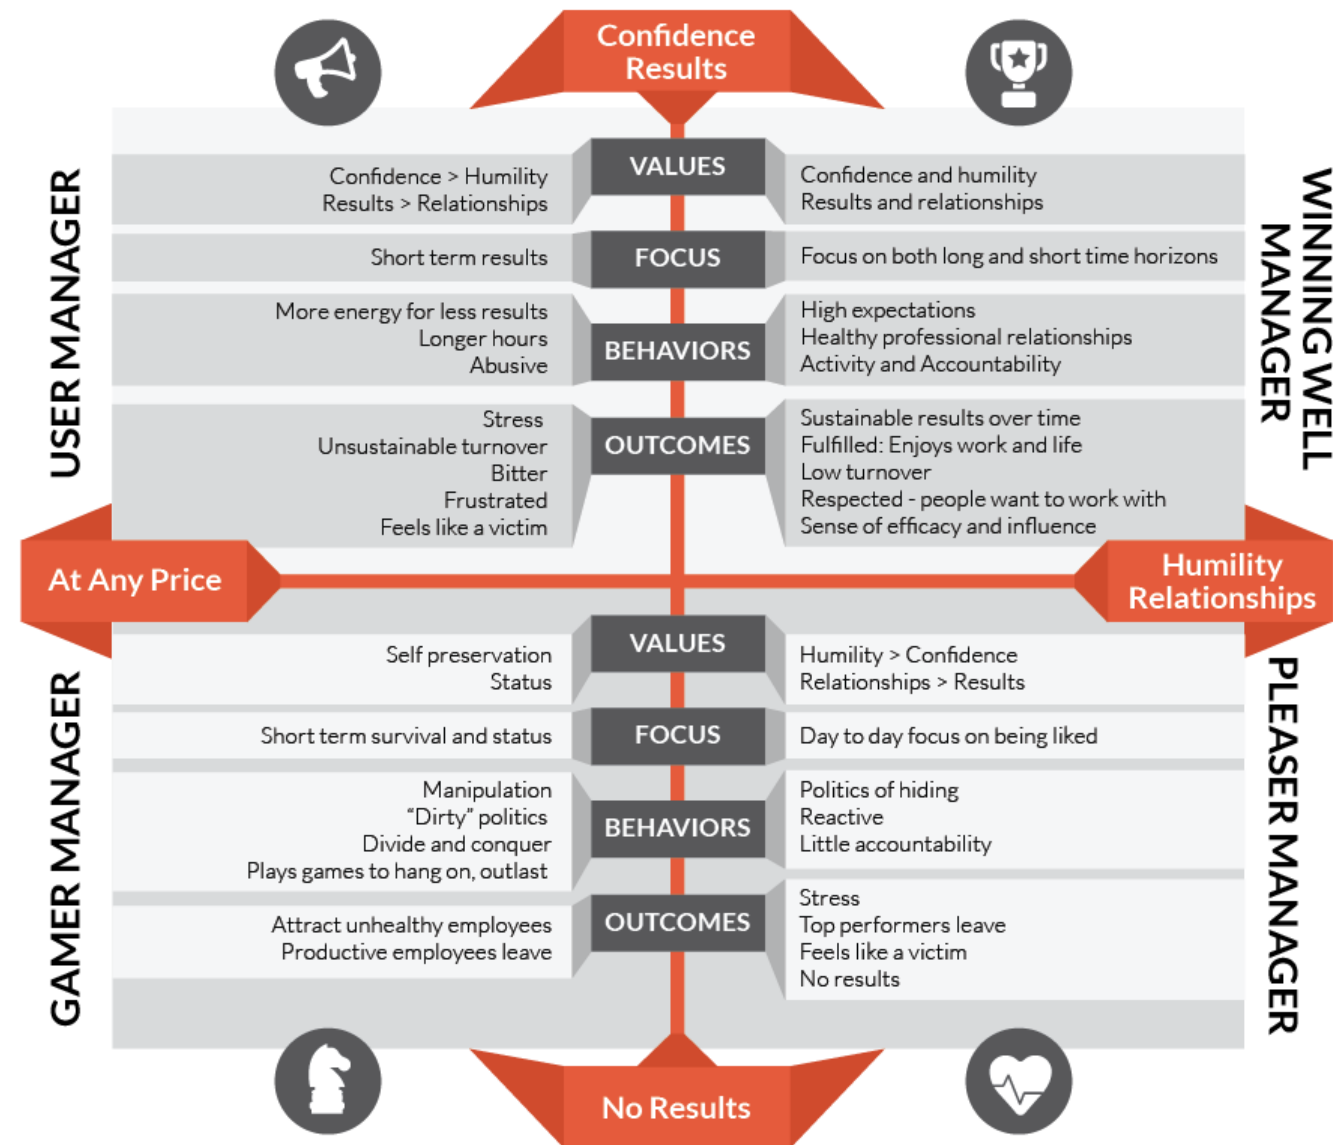 Confidence
Results
USER MANAGER
VALUES
Confidence > Humility
Results > Relationships
FOCUS
Short term results
BEHAVIORS
More energy for less results
Longer hours
Abusive
OUTCOMES
Stress
Unsustainable turnover
Bitter
Frustrated
Feels like a victim
WINNING WELL
MANAGER
Confidence and humility
Results and relationships
Focus on both long and short time horizons
High expectations
Healthy professional relationships
Activity and Accountability
Sustainable results over time
Fulfilled: Enjoys work and life
Low turnover
Respected - people want to work with
Sense of efficacy and influence
At Any Price
Humility
Relationships
GAMER MANAGER
VALUES
Self preservation
Status
FOCUS
Short term survival and status
BEHAVIORS
Manipulation
“Dirty” politics
Divide and conquer
Plays games to hang on, outlast
OUTCOMES
Attract unhealthy employees
Productive employees leave
PLEASER MANAGER
Humility > Confidence
Relationships > Results
Day to day focus on being liked
Politics of hiding
Reactive
Little accountability
Stress
Top performers leave
Feels like a victim
No results
No Results